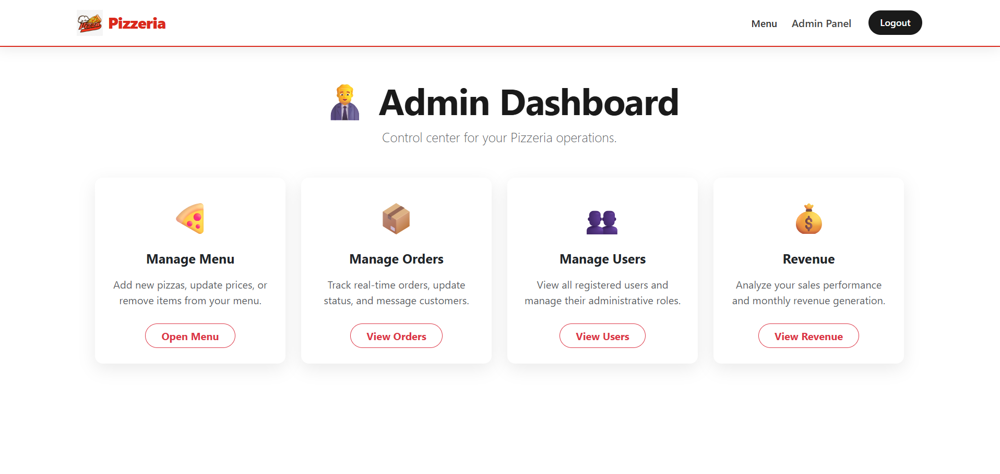 Pizza
Pizzeria
Menu
Admin Panel
Logout
Admin Dashboard
Control center for your Pizzeria operations.
Manage Menu
Add new pizzas, update prices, or
remove items from your menu.
Open Menu
Manage Orders
Track real-time orders, update
status, and message customers.
View Orders
Manage Users
View all registered users and
manage their administrative roles.
View Users
$
Revenue
Analyze your sales performance
and monthly revenue generation.
View Revenue